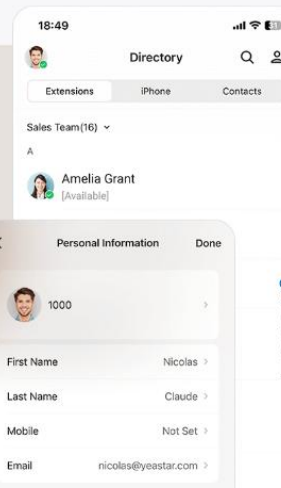 18:49
Directory
Extensions iPhone Contacts
Sales Team(16)
A
Amelia Grant
[Available]
Personal Information Done
1000
First Name Nicolas
Last Name Claude
Mobile Not Set
Email nicolas@yeastar.com